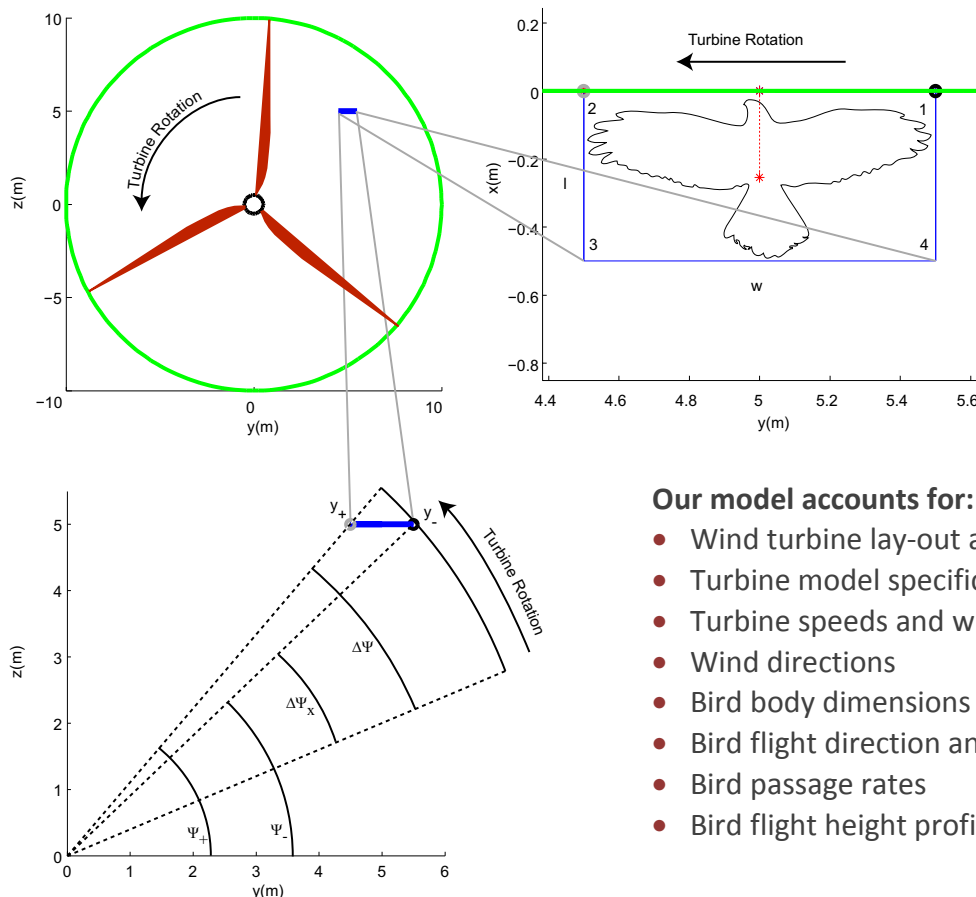 10
5
0
−5
−10
z(m)
0
10
y(m)
Turbine Rotation
0.2
0
−0.2
−0.4
−0.6
−0.8
x(m)
Turbine Rotation
2
1
l
3
4
w
4.4
4.6
4.8
5
5.2
5.4
5.6
y(m)
5
4
3
2
1
0
z(m)
y+
y-
Turbine Rotation
ΔΨ
ΔΨx
Ψ+
Ψ-
0
1
2
3
4
5
6
y(m)
Our model accounts for:
• Wind turbine lay-out
• Turbine model
• Turbine speeds and
• Wind directions
• Bird body dimensions
• Bird flight direction
• Bird passage rates
• Bird flight height